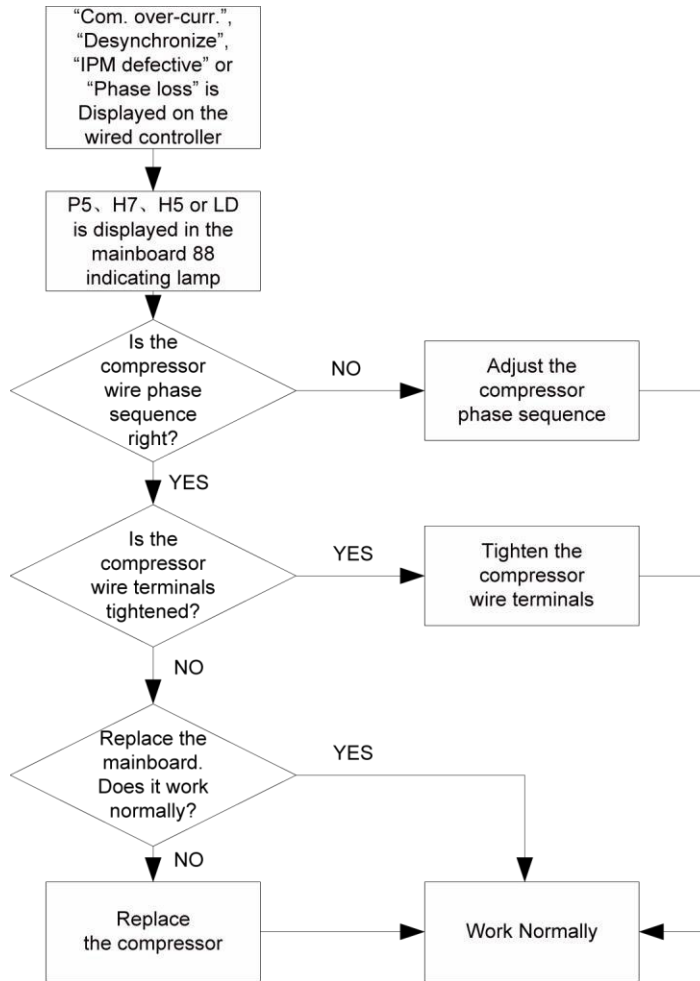 “Com. over-curr.”,
“Desynchronize”,
“IPM defective” or
“Phase loss” is
Displayed on the
wired controller
P5、H7、H5 or LD
is displayed in the
mainboard 88
indicating lamp
Is the
compressor
wire phase
sequence
right?
NO
Adjust the
compressor
phase sequence
YES
Is the
compressor
wire terminals
tightened?
YES
Tighten the
compressor
wire terminals
NO
Replace the
mainboard.
Does it work
normally?
YES
NO
Replace
the compressor
Work Normally